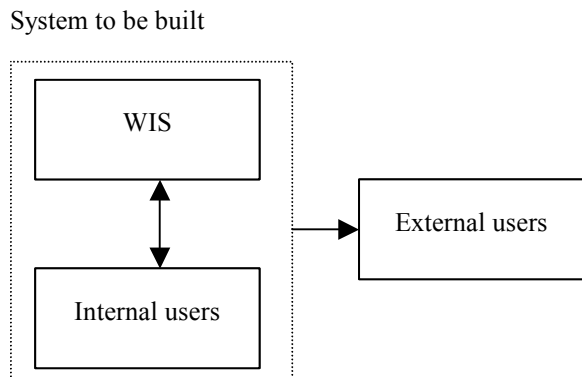 System to be built
WIS
External users
Internal users